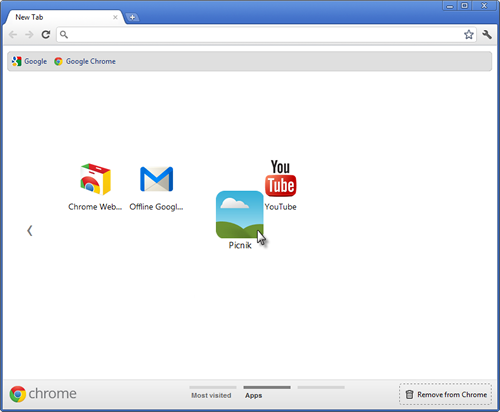 New Tab
Google
Google Chrome
You
Tube
Chrome Web...
Offline Googl...
YouTube
Picnik
chrome
Most visited
Apps
Remove from Chrome